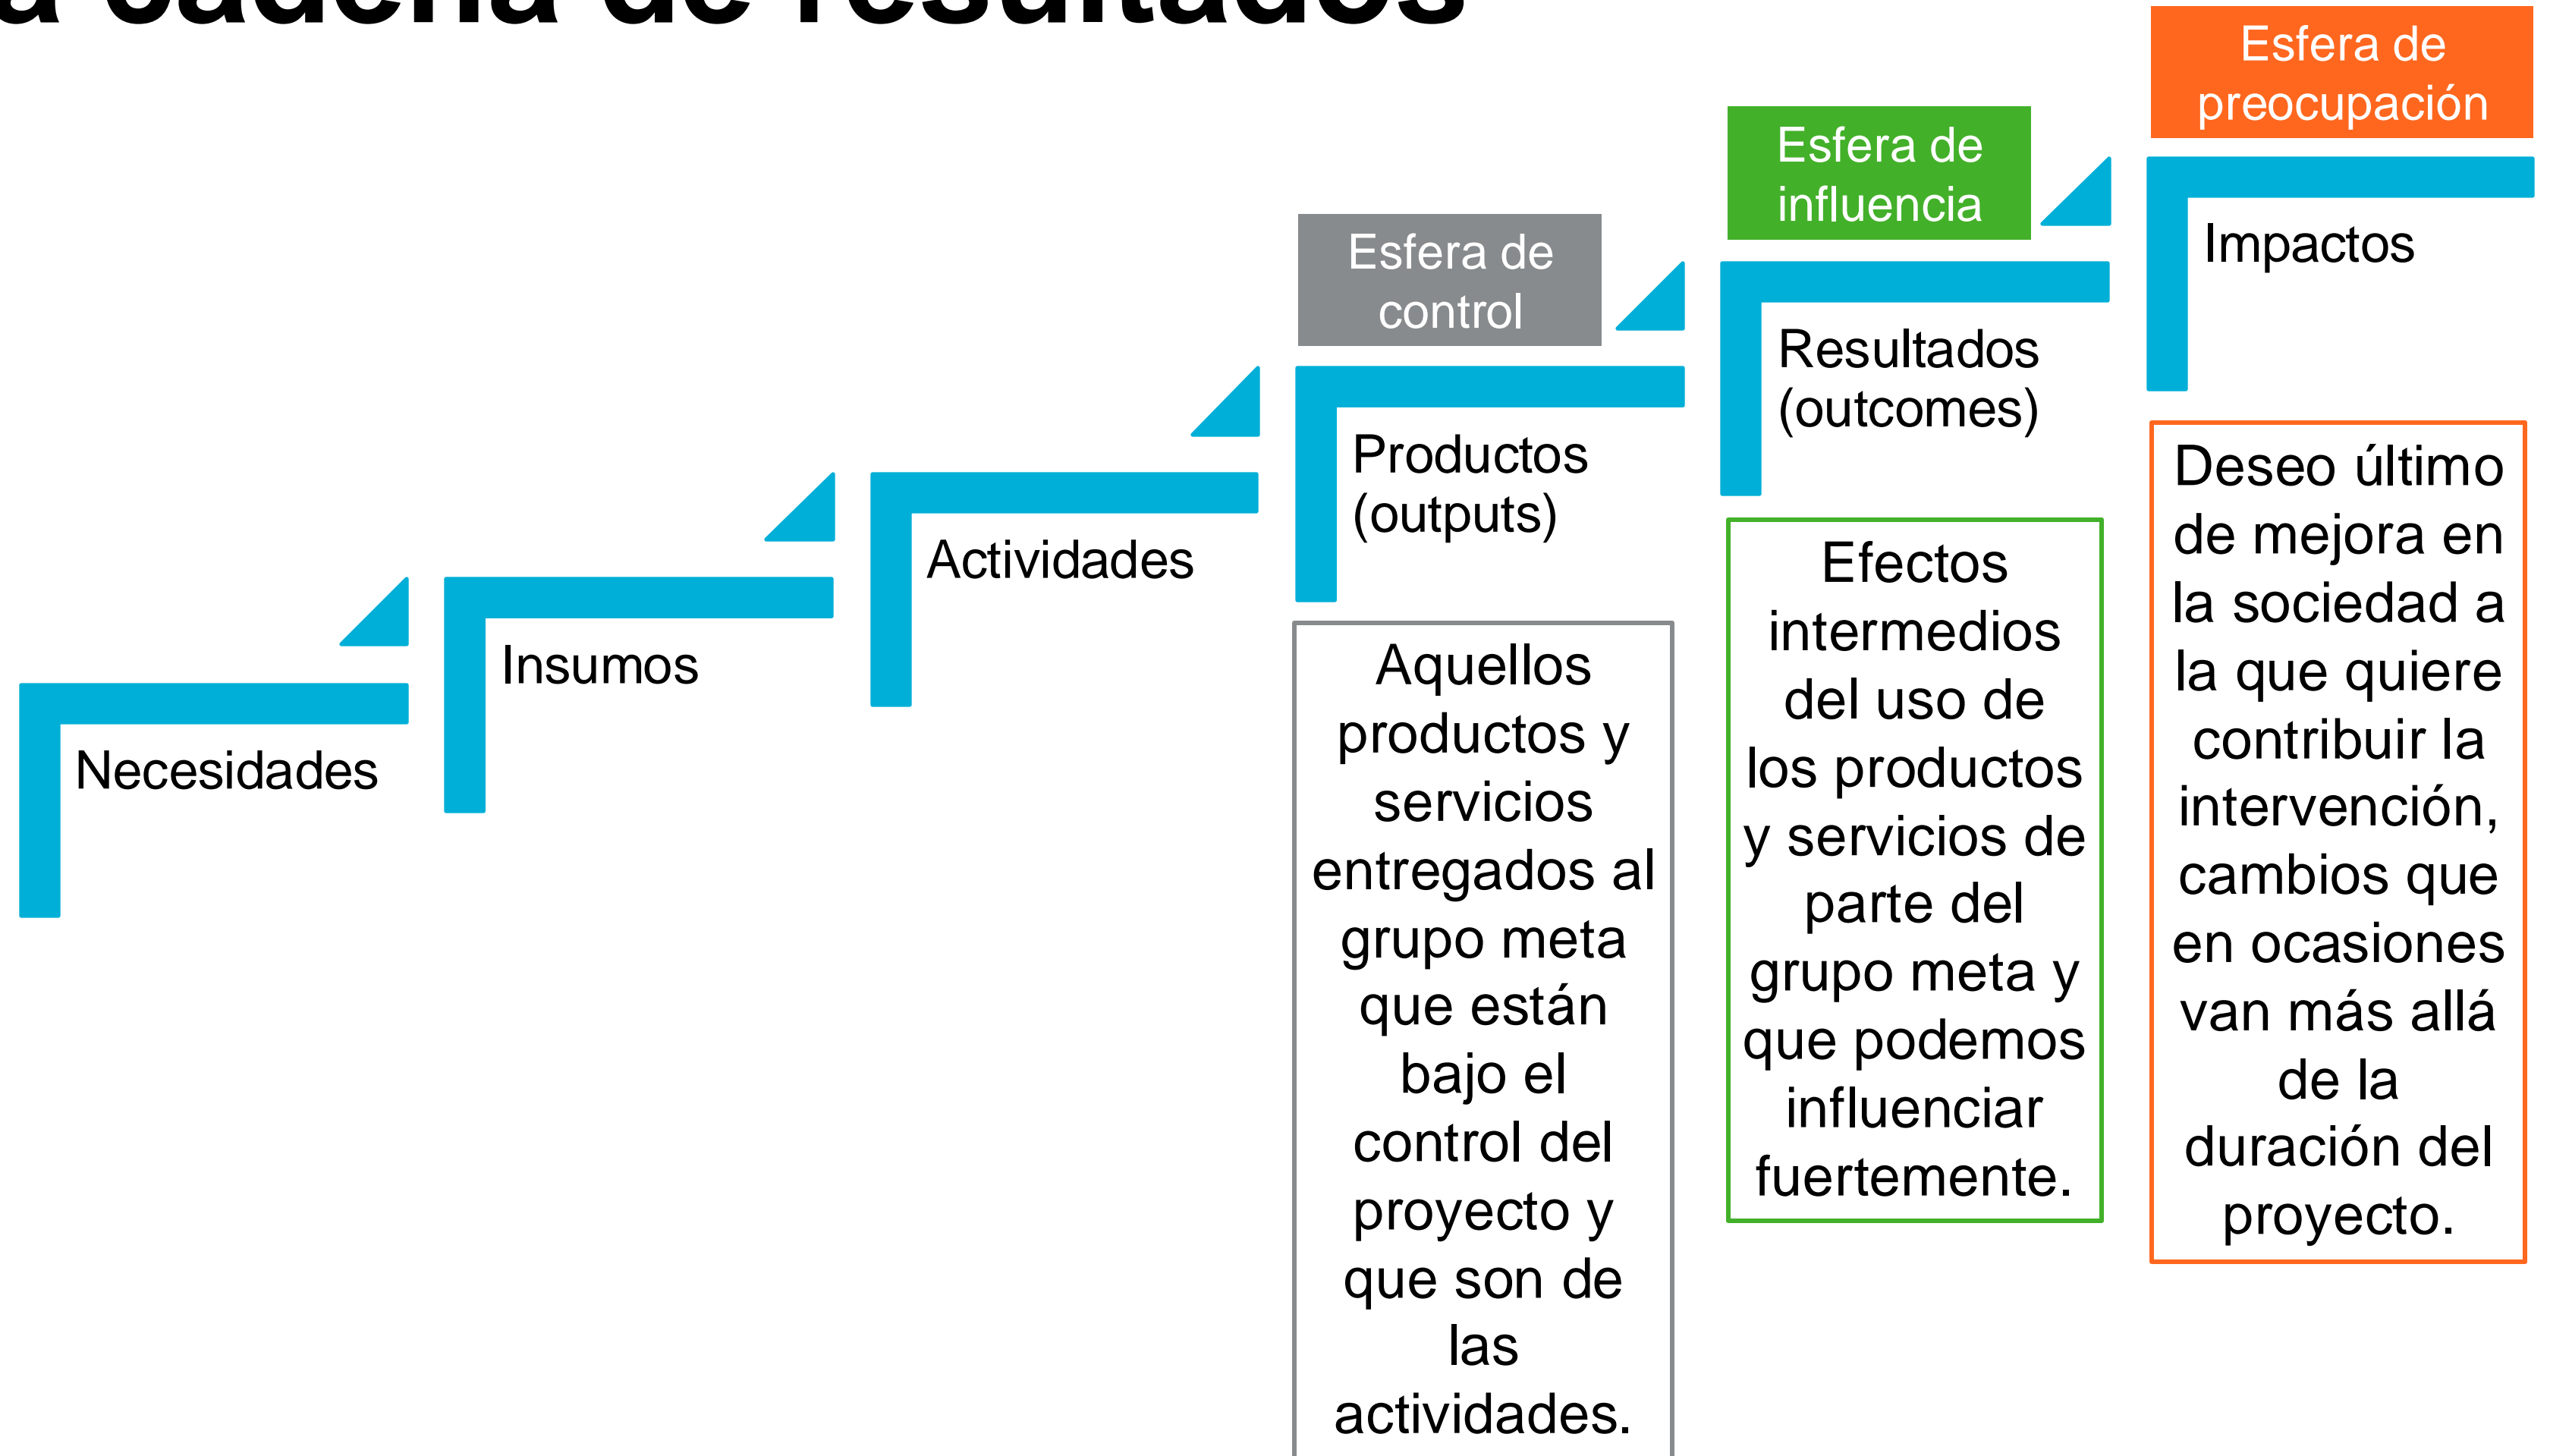 a cadena de resultados
Esfera de
preocupación
Esfera de
influencia
Esfera de
control
Necesidades
Insumos
Actividades
Productos
(outputs)
Resultados
(outcomes)
Impactos
Aquellos
productos y
servicios
entregados al
grupo meta
que están
bajo el
control del
proyecto y
que son de
las
actividades.
Efectos
intermedios
del uso de
los productos
y servicios de
parte del
grupo meta y
que podemos
influenciar
fuertemente.
Deseo último
de mejora en
la sociedad a
la que quiere
contribuir la
intervención,
cambios que
en ocasiones
van más allá
de la
duración del
proyecto.